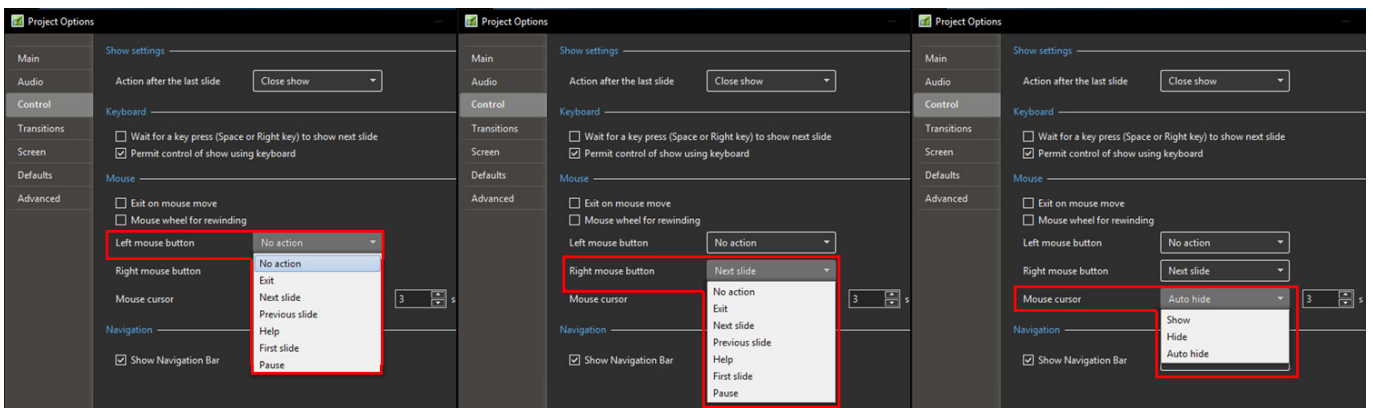 Project Options
Main
Audio
Control
Transitions
Screen
Defaults
Advanced
Show settings
Action after the last slide Close show
Keyboard
Wait for a key press (Space or Right key) to show next slide
Permit control of show using keyboard
Mouse
Exit on mouse move
Mouse wheel for rewinding
Left mouse button No action
No action
Exit
Next slide
Previous slide
Help
First slide
Pause
Right mouse button
Mouse cursor 3 s
Navigation
Show Navigation Bar
Project Options
Main
Audio
Control
Transitions
Screen
Defaults
Advanced
Show settings
Action after the last slide Close show
Keyboard
Wait for a key press (Space or Right key) to show next slide
Permit control of show using keyboard
Mouse
Exit on mouse move
Mouse wheel for rewinding
Left mouse button No action
Right mouse button Next slide
No action
Exit
Next slide
Previous slide
Help
First slide
Pause
Mouse cursor 3 s
Navigation
Show Navigation Bar
Project Options
Main
Audio
Control
Transitions
Screen
Defaults
Advanced
Show settings
Action after the last slide Close show
Keyboard
Wait for a key press (Space or Right key) to show next slide
Permit control of show using keyboard
Mouse
Exit on mouse move
Mouse wheel for rewinding
Left mouse button No action
Right mouse button Next slide
Mouse cursor Auto hide 3 s
Show
Hide
Auto hide
Navigation
Show Navigation Bar